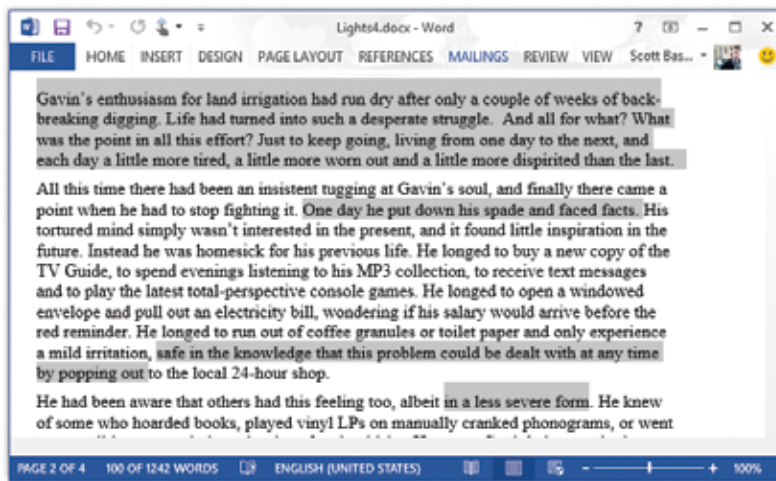 Lights4.docx - Word
FILE HOME INSERT DESIGN PAGE LAYOUT REFERENCES MAILINGS REVIEW VIEW Scott Bas...
Gavin's enthusiasm for land irrigation had run dry after only a couple of weeks of back-
breaking digging. Life had turned into such a desperate struggle.  And all for what? What
was the point in all this effort? Just to keep going, living from one day to the next, and
each day a little more tired, a little more worn out and a little more dispirited than the last.
All this time there had been an insistent tugging at Gavin's soul, and finally there came a
point when he had to stop fighting it. One day he put down his spade and faced facts. His
tortured mind simply wasn't interested in the present, and it found little inspiration in the
future. Instead he was homesick for his previous life. He longed to buy a new copy of the
TV Guide, to spend evenings listening to his MP3 collection, to receive text messages
and to play the latest total-perspective console games. He longed to open a windowed
envelope and pull out an electricity bill, wondering if his salary would arrive before the
red reminder. He longed to run out of coffee granules or toilet paper and only experience
a mild irritation, safe in the knowledge that this problem could be dealt with at any time
by popping out to the local 24-hour shop.
He had been aware that others had this feeling too, albeit in a less severe form. He knew
of some who hoarded books, played vinyl LPs on manually cranked phonograms, or went
PAGE 2 OF 4 100 OF 1242 WORDS ENGLISH (UNITED STATES) 100%